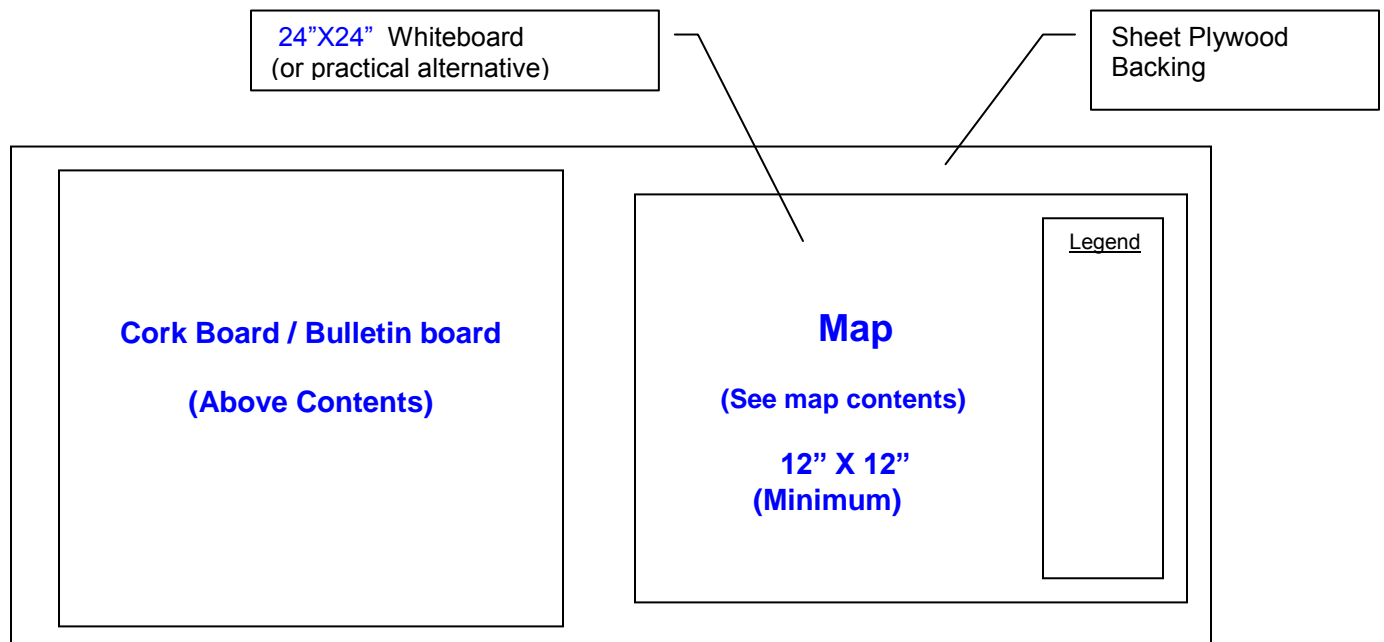 24”X24” Whiteboard
(or practical alternative)
Sheet Plywood
Backing
Cork Board / Bulletin board
(Above Contents)
Map
(See map contents)
12” X 12”
(Minimum)
Legend